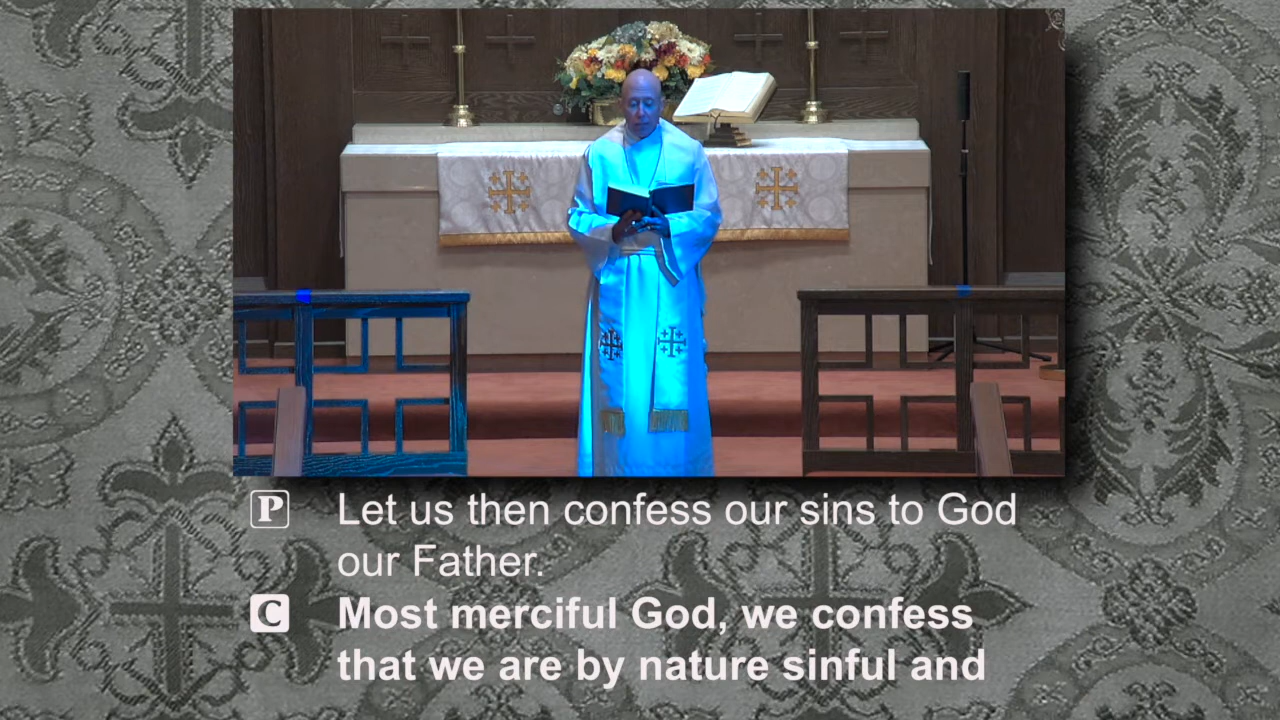 P Let us then confess our sins to God
our Father.
C Most merciful God, we confess
that we are by nature sinful and